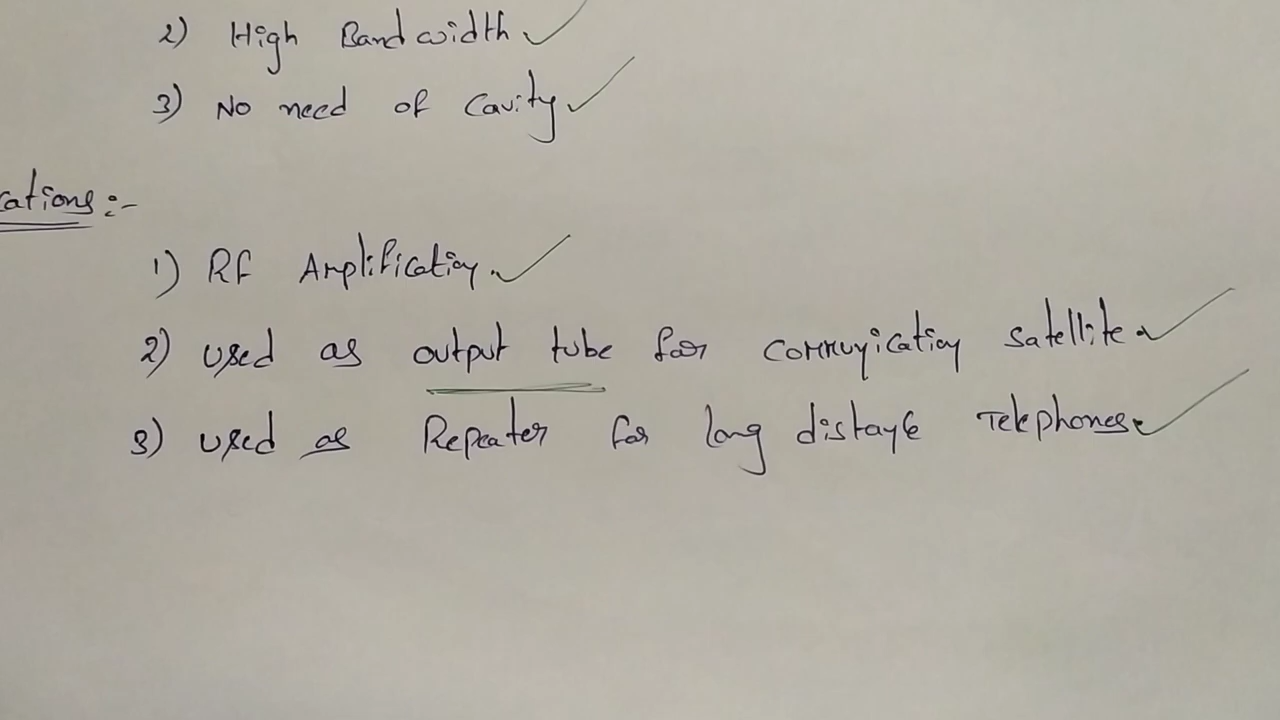 2) High Bandwidth
3) No need of Cavity
cations:-
1) RF Amplification.
2) used as output tube for communication satellite.
3) used as Repeater for long distance Telephones.